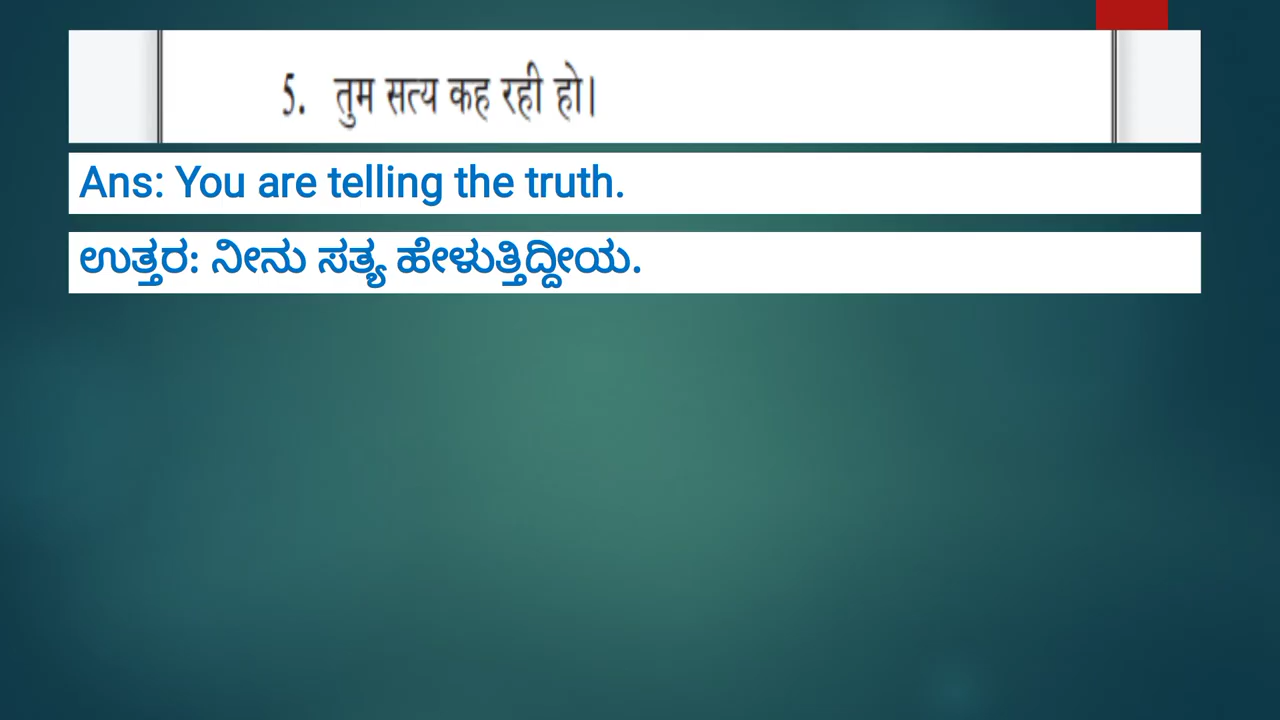 5. तुम सत्य कह रही हो।
Ans: You are telling the truth.
ಉತ್ತರ: ನೀನು ಸತ್ಯ ಹೇಳುತ್ತಿದ್ದೀಯ.